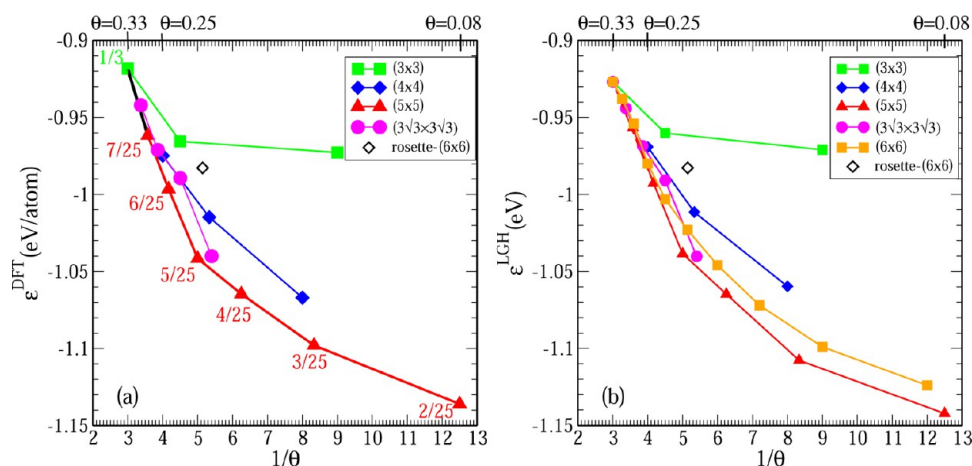 θ=0.33 θ=0.25 θ=0.08
-0.9
-0.95
-1
-1.05
-1.1
-1.15
ε^DFT (eV/atom)
1/3
7/25
6/25
5/25
4/25
3/25
2/25
(3x3)
(4x4)
(5x5)
(3√3×3√3)
rosette-(6x6)
(a)
2 3 4 5 6 7 8 9 10 11 12 13
1/θ
θ=0.33 θ=0.25 θ=0.08
-0.9
-0.95
-1
-1.05
-1.1
-1.15
ε^LGH (eV)
(3x3)
(4x4)
(5x5)
(3√3×3√3)
(6x6)
rosette-(6x6)
(b)
2 3 4 5 6 7 8 9 10 11 12 13
1/θ